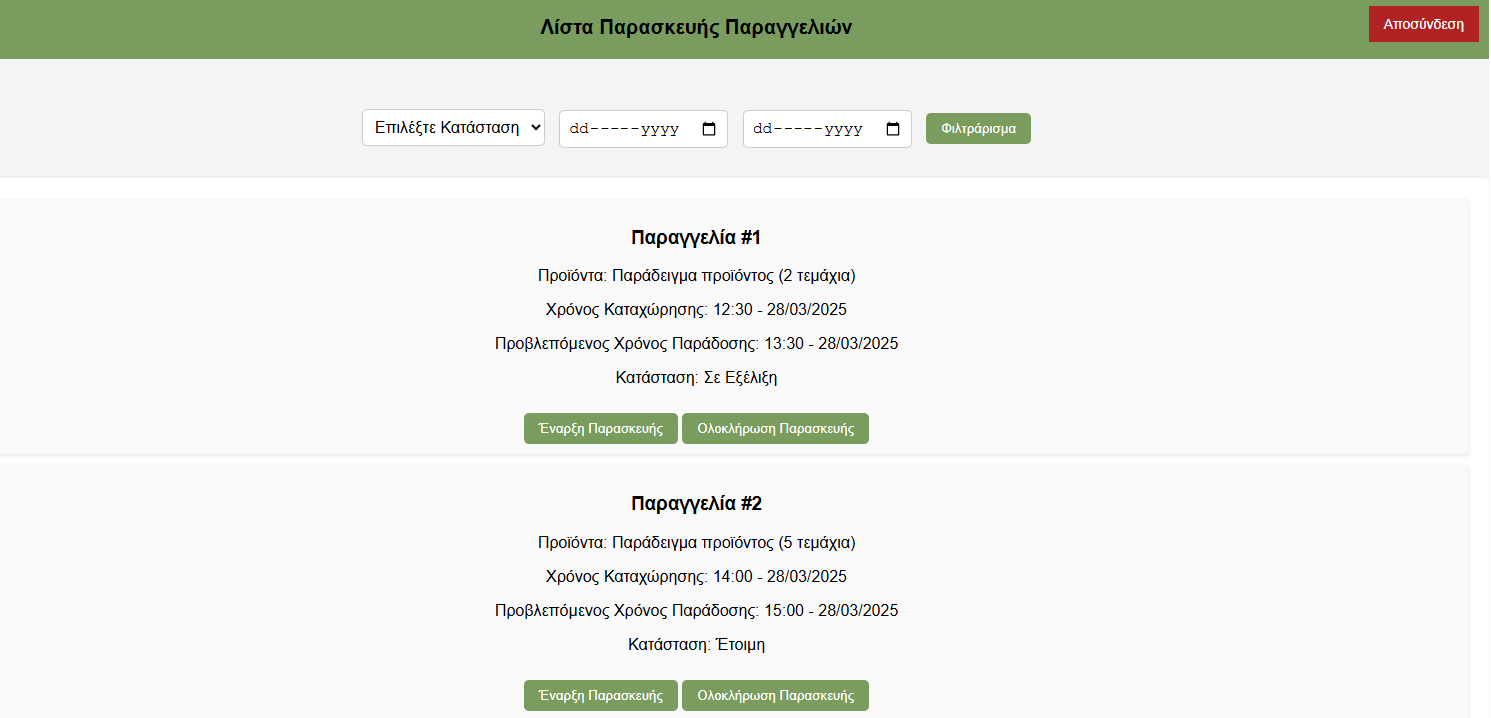 Λίστα Παρασκευής Παραγγελιών
Αποσύνδεση
Επιλέξτε Κατάσταση
dd-----yyyy
dd-----yyyy
Φιλτράρισμα
Παραγγελία #1
Προϊόντα: Παράδειγμα προϊόντος (2 τεμάχια)
Χρόνος Καταχώρησης: 12:30 - 28/03/2025
Προβλεπόμενος Χρόνος Παράδοσης: 13:30 - 28/03/2025
Κατάσταση: Σε Εξέλιξη
Έναρξη Παρασκευής
Ολοκλήρωση Παρασκευής
Παραγγελία #2
Προϊόντα: Παράδειγμα προϊόντος (5 τεμάχια)
Χρόνος Καταχώρησης: 14:00 - 28/03/2025
Προβλεπόμενος Χρόνος Παράδοσης: 15:00 - 28/03/2025
Κατάσταση: Έτοιμη
Έναρξη Παρασκευής
Ολοκλήρωση Παρασκευής